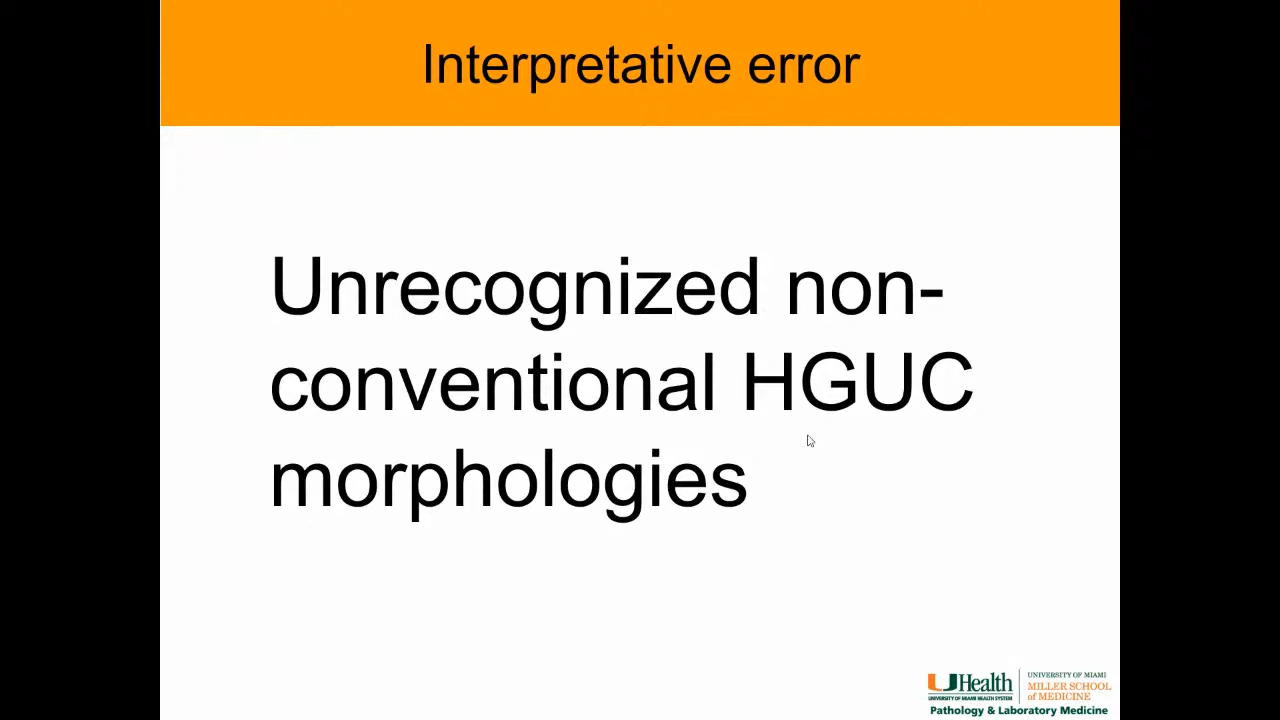 Interpretative error
Unrecognized non-
conventional HGUC
morphologies
UHealth
UNIVERSITY OF MIAMI HEALTH SYSTEM
UNIVERSITY OF MIAMI
MILLER SCHOOL
of MEDICINE
Pathology & Laboratory Medicine